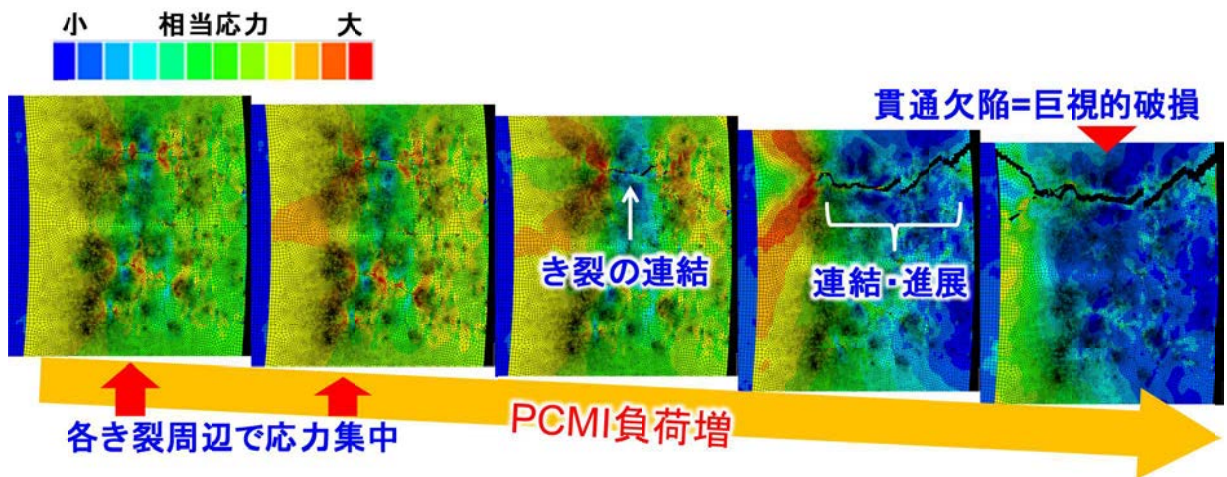 小 相当応力 大
貫通欠陥=巨視的破損
き裂の連結
連結・進展
PCMI負荷増
各き裂周辺で応力集中